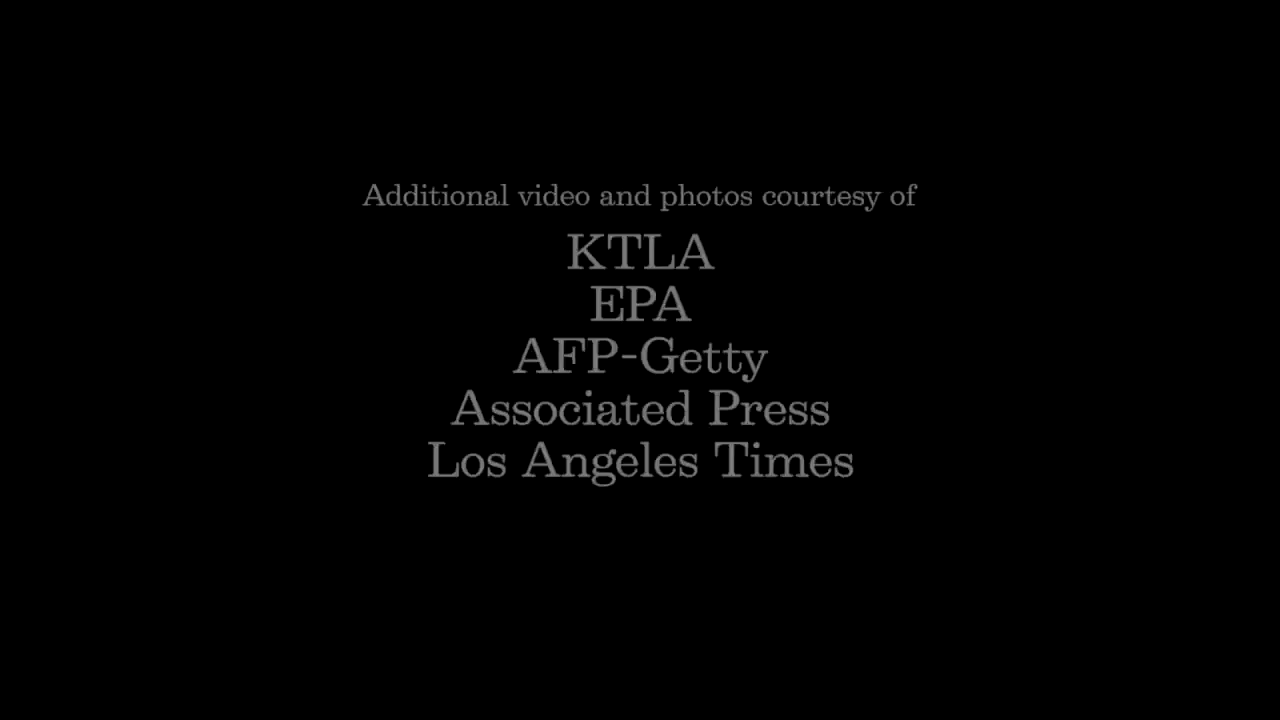 Additional video and photos courtesy of
KTLA
EPA
AFP-Getty
Associated Press
Los Angeles Times